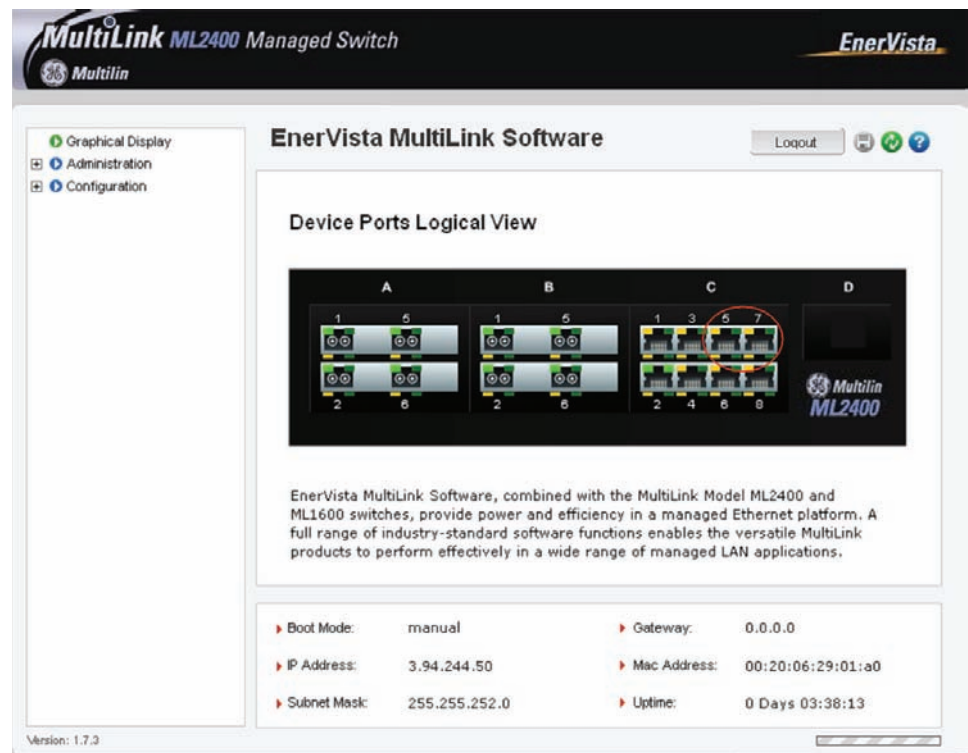 MultiLink ML2400 Managed Switch
Multilin
EnerVista
Graphical Display
Administration
Configuration
EnerVista MultiLink Software
Logout
Device Ports Logical View
A B C D
1 5 1 5 1 3 5 7
2 6 2 6 2 4 6 8
Multilin
ML2400
EnerVista MultiLink Software, combined with the MultiLink Model ML2400 and
ML1600 switches, provide power and efficiency in a managed Ethernet platform. A
full range of industry-standard software functions enables the versatile MultiLink
products to perform effectively in a wide range of managed LAN applications.
Boot Mode: manual Gateway: 0.0.0.0
IP Address: 3.94.244.50 Mac Address: 00:20:06:29:01:a0
Subnet Mask: 255.255.252.0 Uptime: 0 Days 03:38:13
Version: 1.7.3